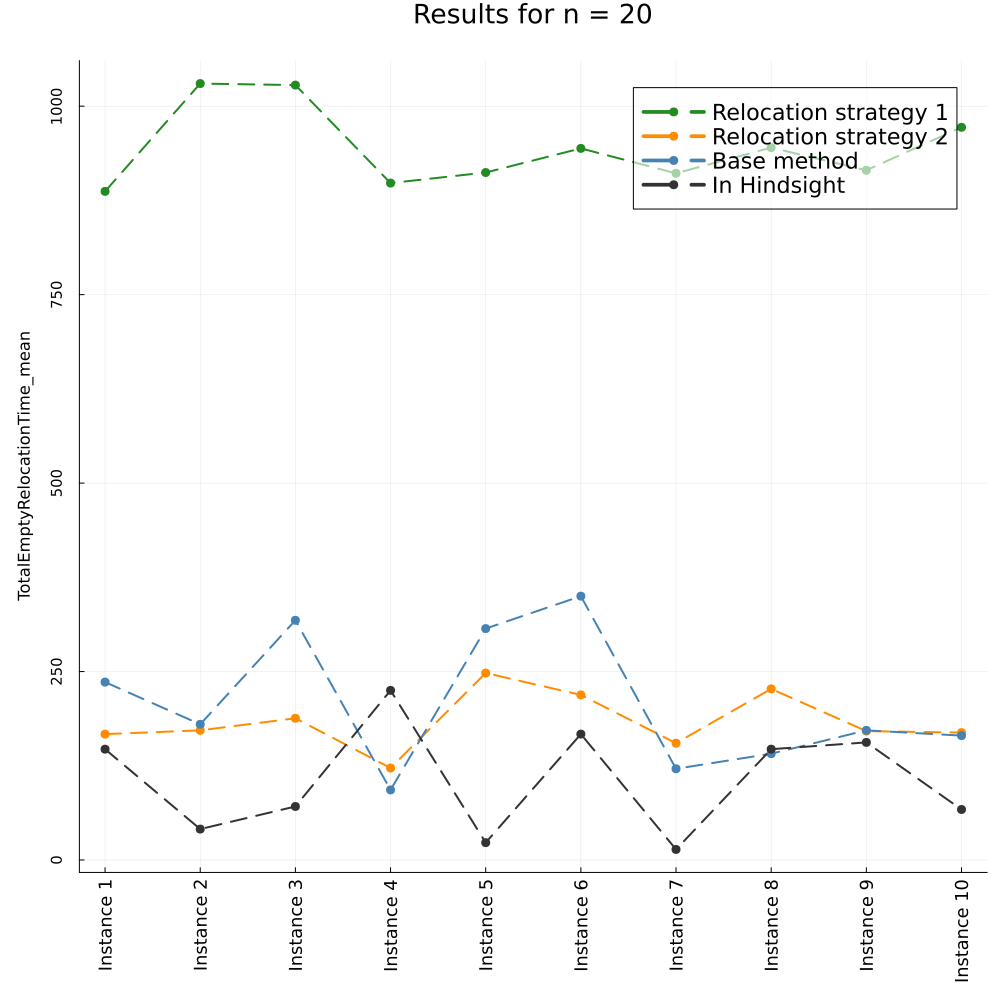 Results for n = 20
Relocation strategy 1
Relocation strategy 2
Base method
In Hindsight
TotalEmptyRelocationTime_mean
1000
750
500
250
0
Instance 1
Instance 2
Instance 3
Instance 4
Instance 5
Instance 6
Instance 7
Instance 8
Instance 9
Instance 10